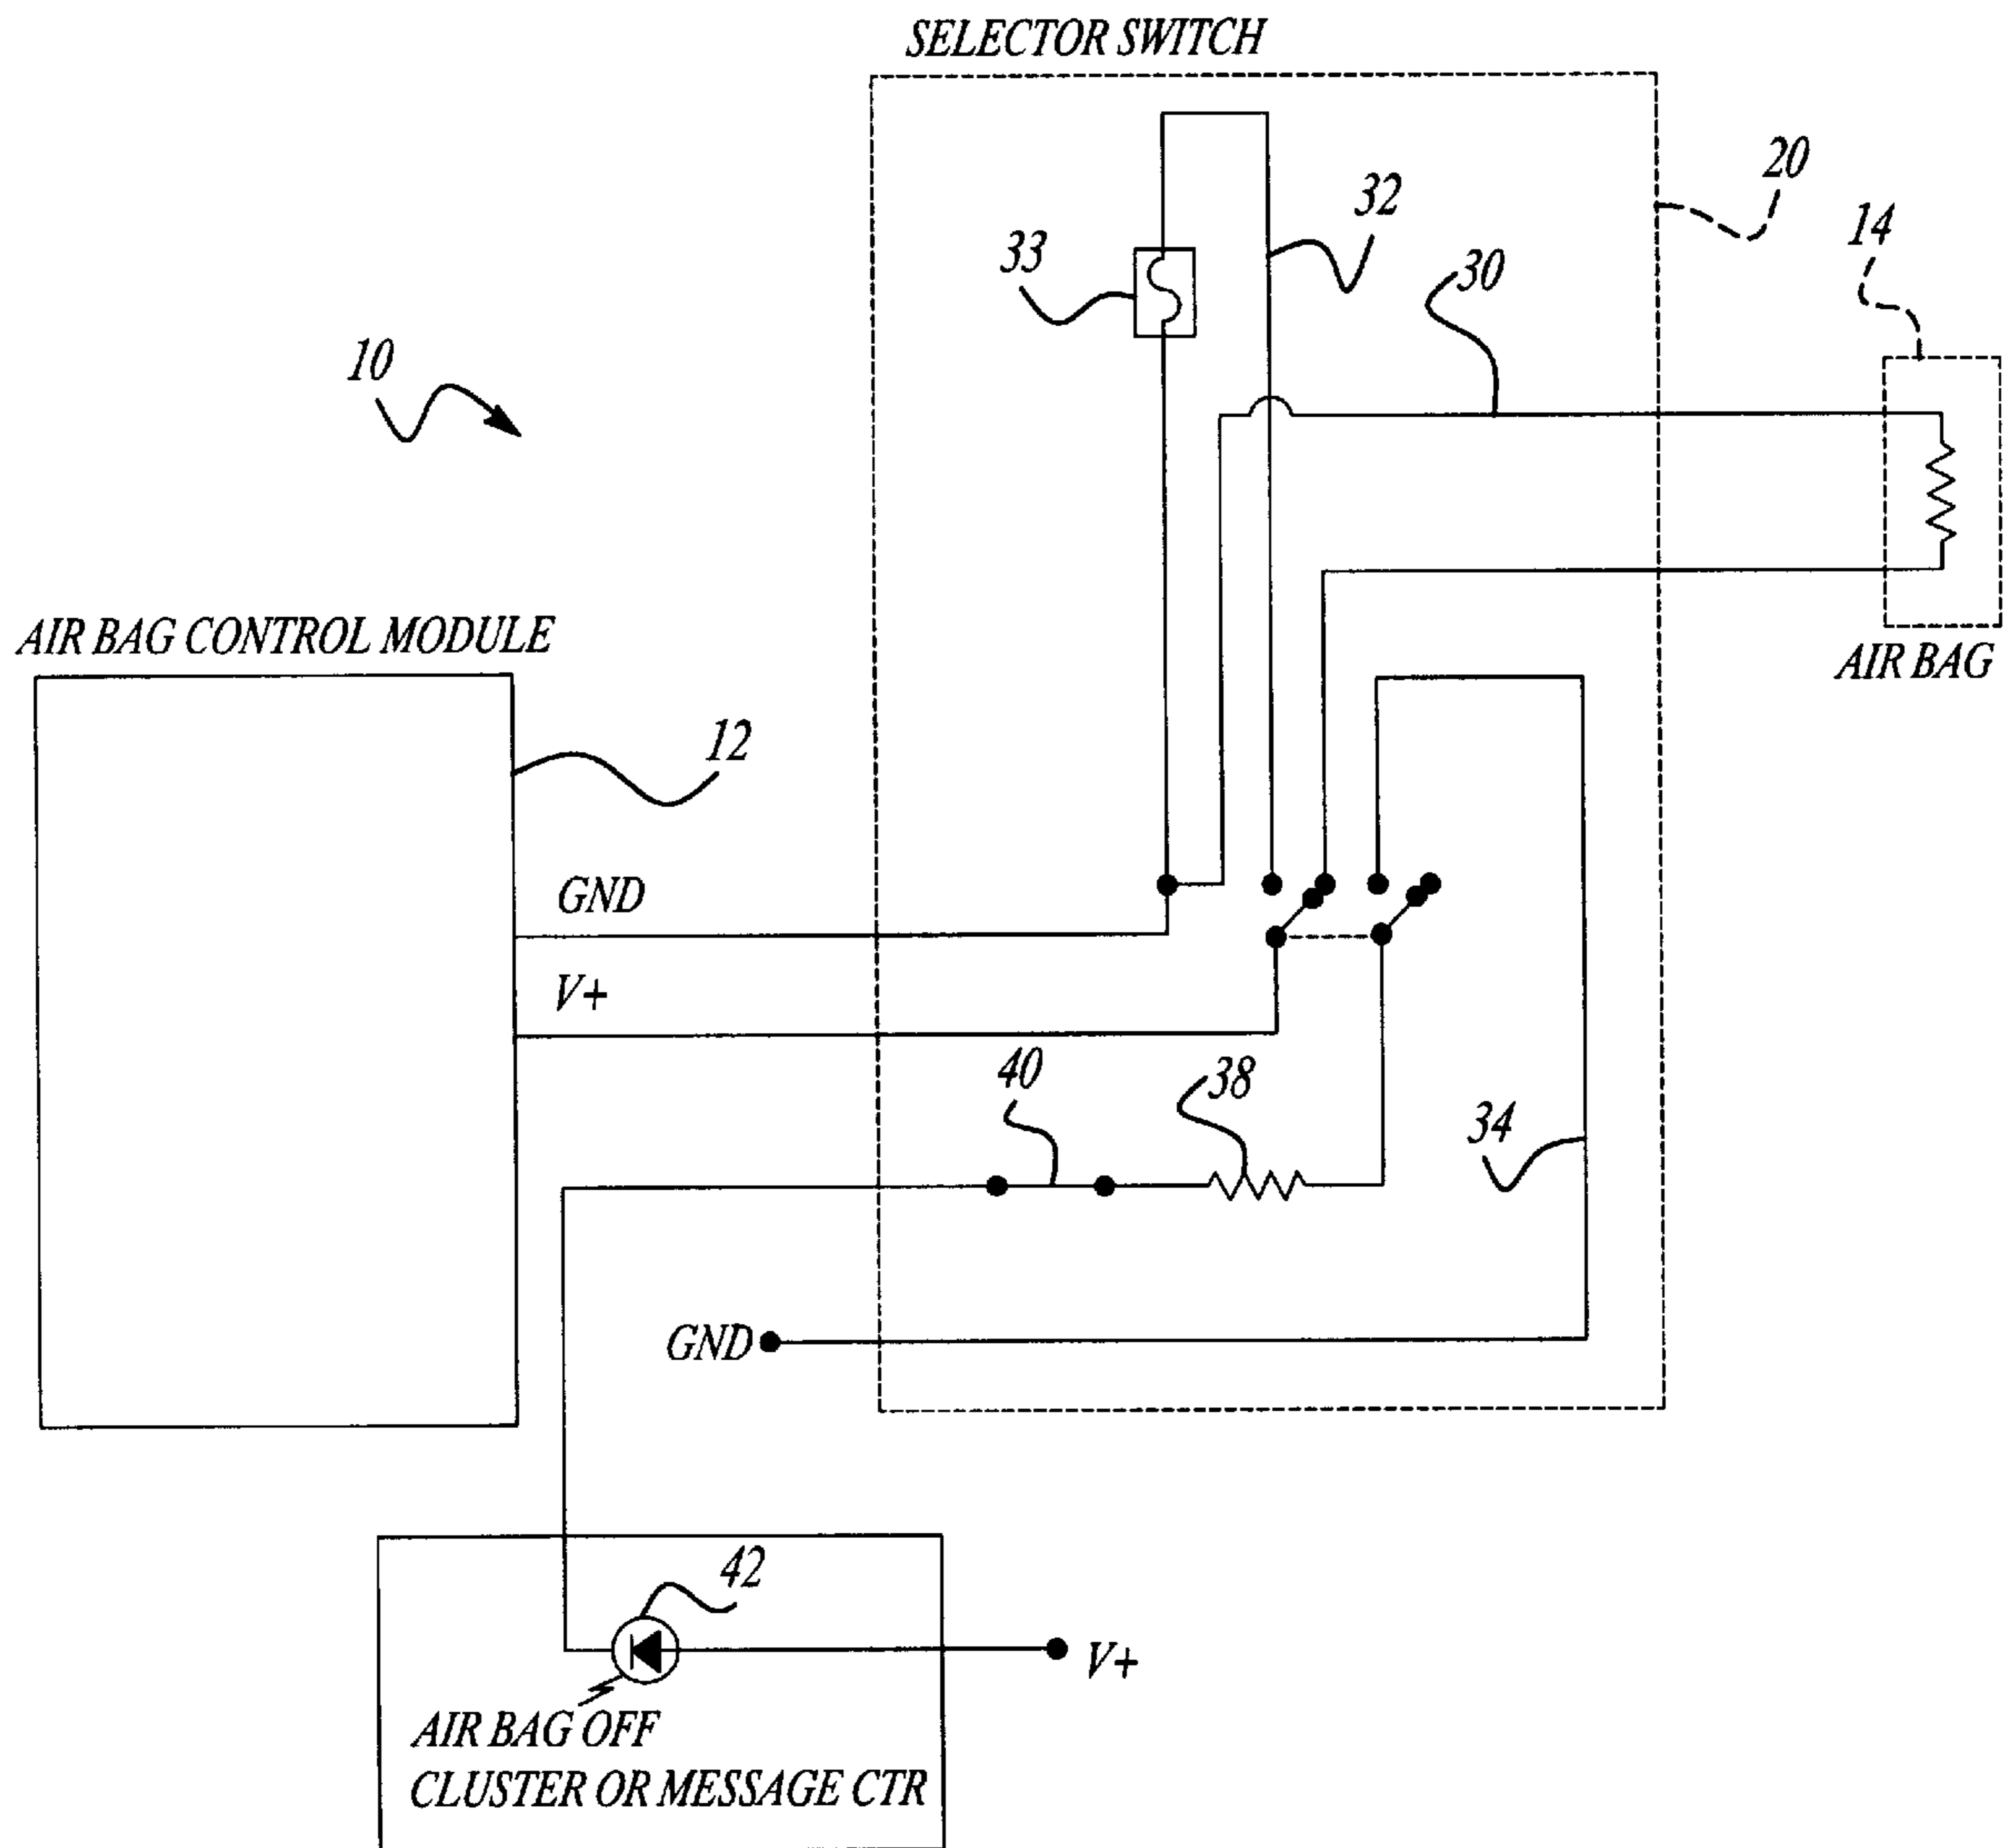 SELECTOR SWITCH
20
14
32
33
30
10
AIR BAG CONTROL MODULE
AIR BAG
12
GND
V+
40
38
34
GND
42
V+
AIR BAG OFF
CLUSTER OR MESSAGE CTR